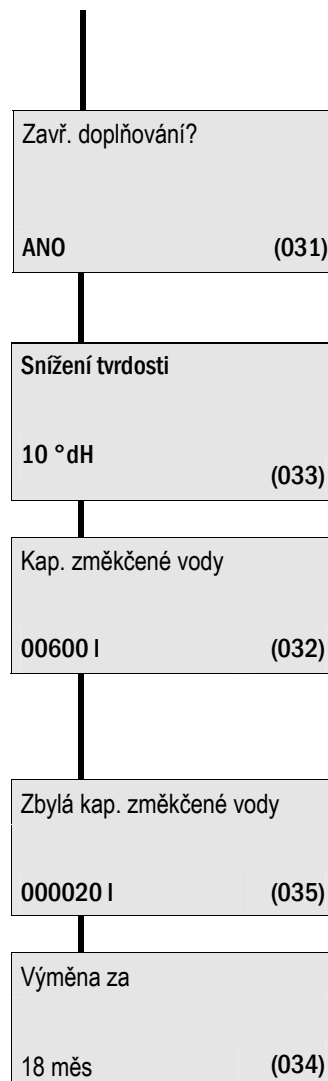 Zavř. doplňování?
ANO (031)
Snížení tvrdosti
10 °dH (033)
Kap. změkčené vody
00600 l (032)
Zbylá kap. změkčené vody
000020 l (035)
Výměna za
18 měs (034)